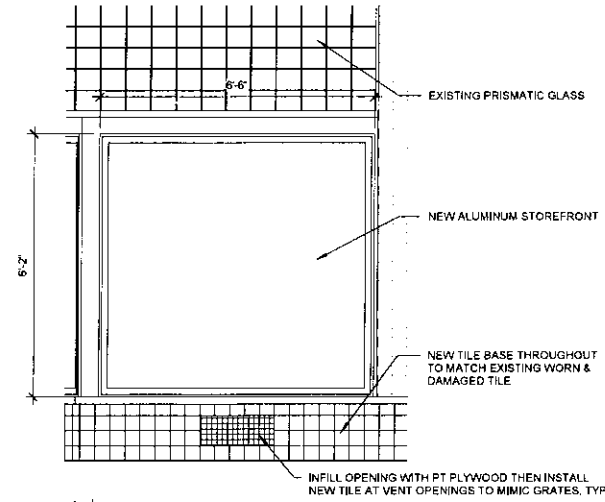 6'-6"
EXISTING PRISMATIC GLASS
NEW ALUMINUM STOREFRONT
6'-2"
NEW TILE BASE THROUGHOUT
TO MATCH EXISTING WORN &
DAMAGED TILE
INFILL OPENING WITH PT PLYWOOD THEN INSTALL
NEW TILE AT VENT OPENINGS TO MIMIC GRATES, TYP